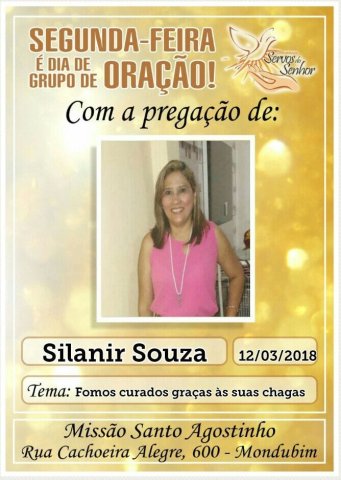 SEGUNDA-FEIRA
É DIA DE
GRUPO DE ORAÇÃO!
Servos do
Senhor
Com a pregação de:
Silanir Souza
12/03/2018
Tema: Fomos curados graças às suas chagas
Missão Santo Agostinho
Rua Cachoeira Alegre, 600 - Mondubim